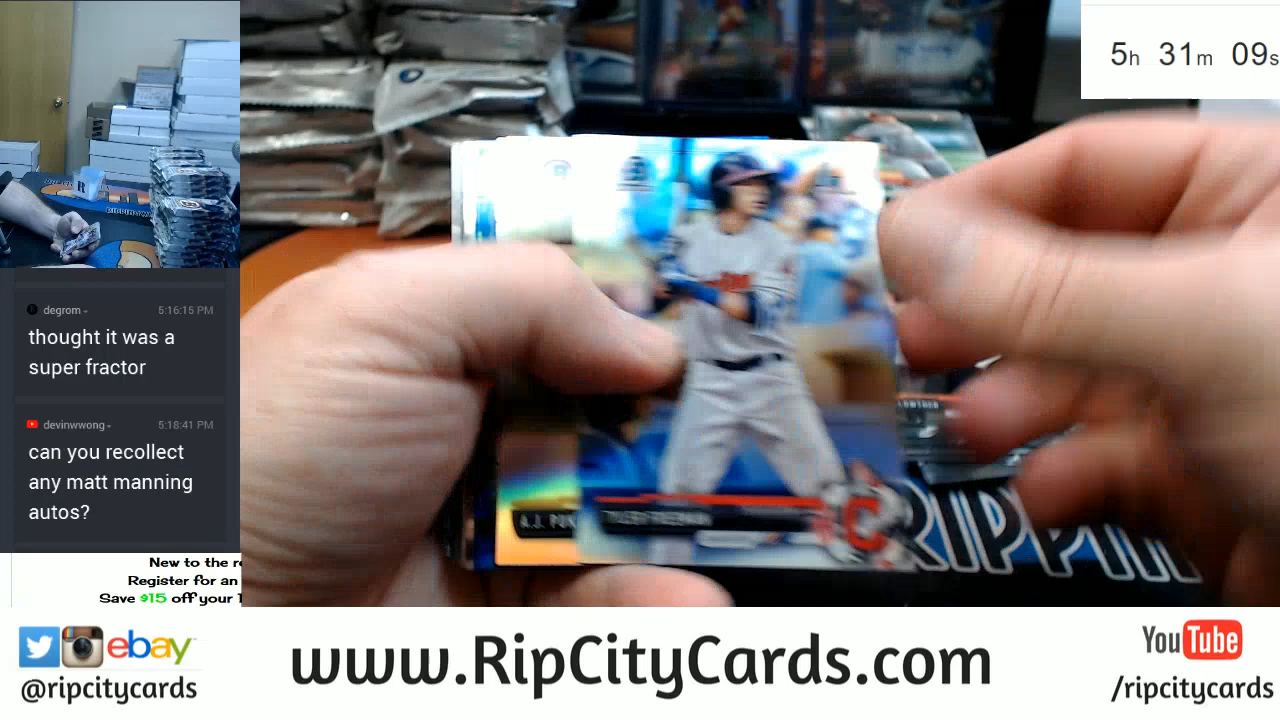 5h 31m 09s
degrom
5:16:15 PM
thought it was a
super fractor
devinwwong
5:18:41 PM
can you recollect
any matt manning
autos?
New to the r
Register for an
Save $15 off your
A.J. PUK
C
RIPPIN
ebay
@ripcitycards
www.RipCityCards.com
YouTube
/ripcitycards